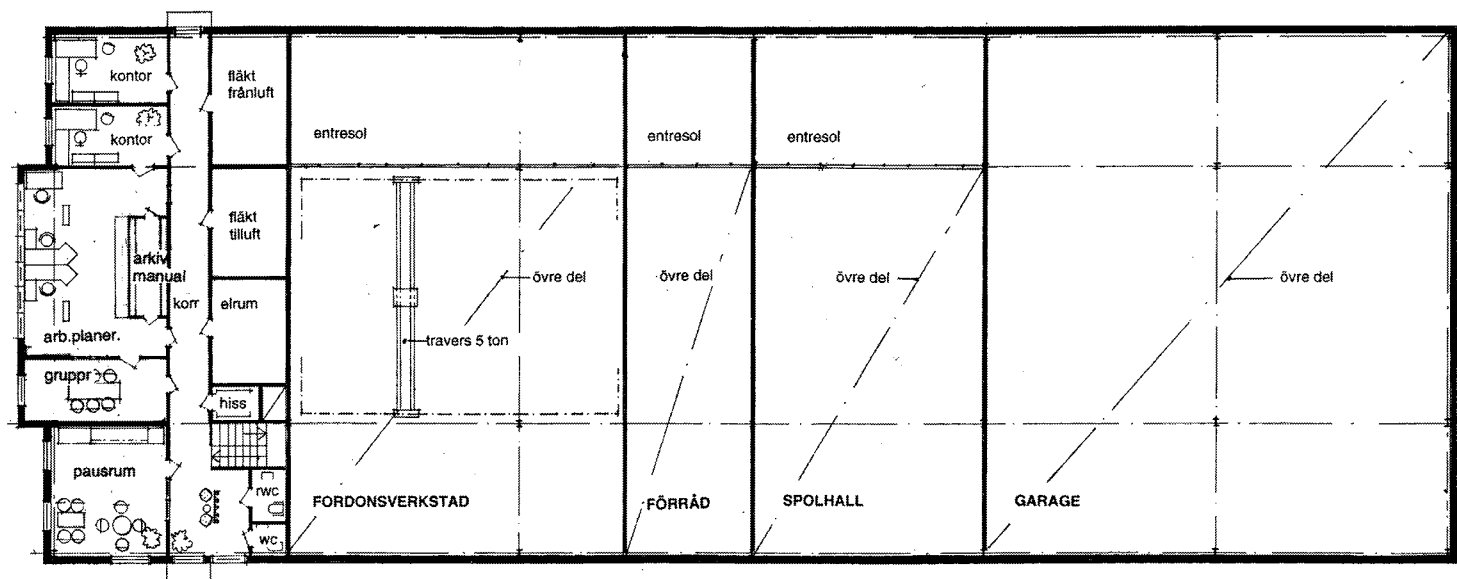 kontor
fläkt
frånluft
kontor
entresol
entresol
entresol
fläkt
tilluft
arkiv
manual
korr
elrum
övre del
övre del
övre del
övre del
arb.planer.
travers 5 ton
gruppr
hiss
pausrum
rwc
wc
FORDONSVERKSTAD
FÖRRÅD
SPOLHALL
GARAGE